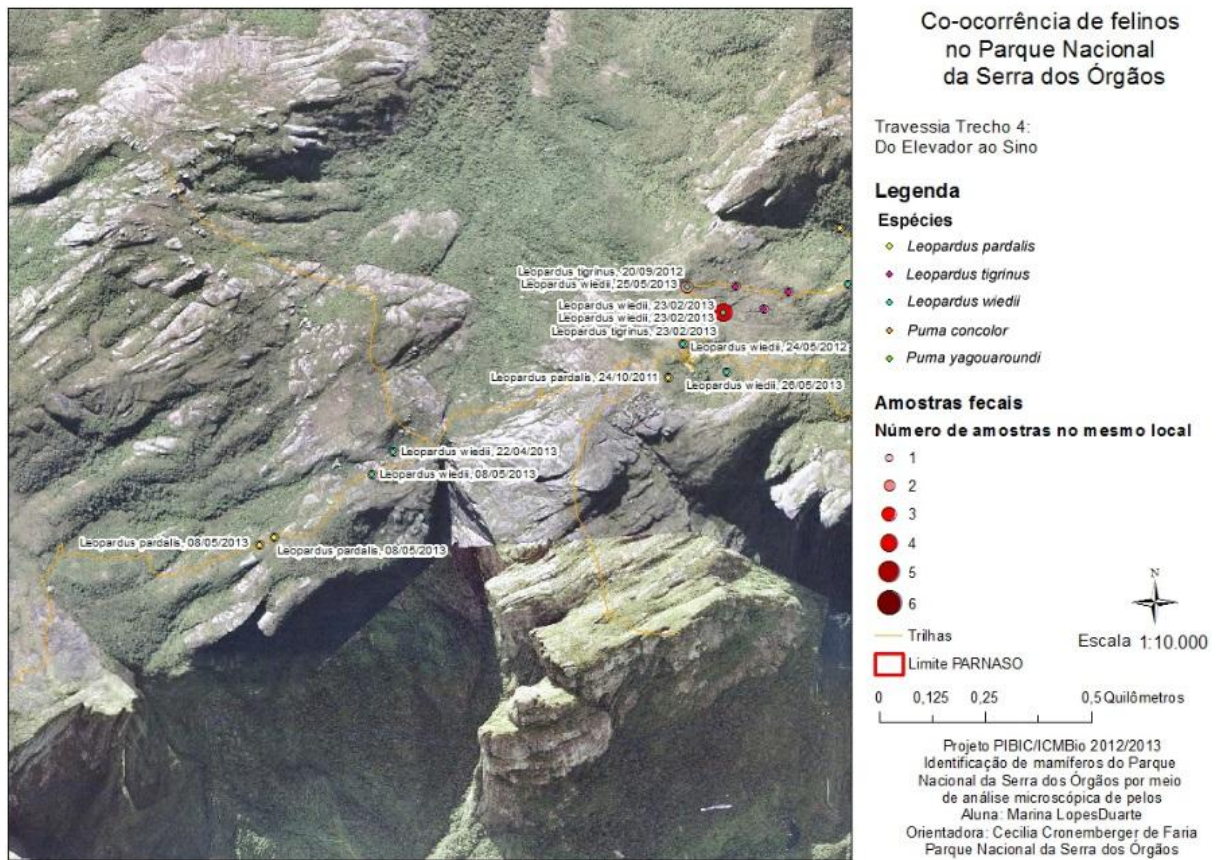 Co-ocorrência de felinos
no Parque Nacional
da Serra dos Órgãos
Travessia Trecho 4:
Do Elevador ao Sino
Legenda
Espécies
Leopardus pardalis
Leopardus tigrinus
Leopardus wiedii
Puma concolor
Puma yagouaroundi
Amostras fecais
Número de amostras no mesmo local
1
2
3
4
5
6
Trilhas
Limite PARNASO
N
Escala 1:10.000
0 0,125 0,25 0,5 Quilômetros
Projeto PIBIC/ICMBio 2012/2013
Identificação de mamíferos do Parque
Nacional da Serra dos Órgãos por meio
de análise microscópica de pelos
Aluna: Marina LopesDuarte
Orientadora: Cecilia Cronemberger de Faria
Parque Nacional da Serra dos Órgãos
Leopardus tigrinus, 20/09/2012
Leopardus wiedii, 25/05/2013
Leopardus wiedii, 23/02/2013
Leopardus wiedii, 23/02/2013
Leopardus tigrinus, 23/02/2013
Leopardus wiedii, 24/05/2012
Leopardus pardalis, 24/10/2011
Leopardus wiedii, 26/05/2013
Leopardus wiedii, 22/04/2013
Leopardus wiedii, 08/05/2013
Leopardus pardalis, 08/05/2013
Leopardus pardalis, 08/05/2013